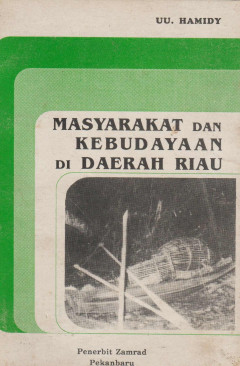 UU. HAMIDY
MASYARAKAT DAN
KEBUDAYAAN
DI DAERAH RIAU
Penerbit Zamrad
Pekanbaru